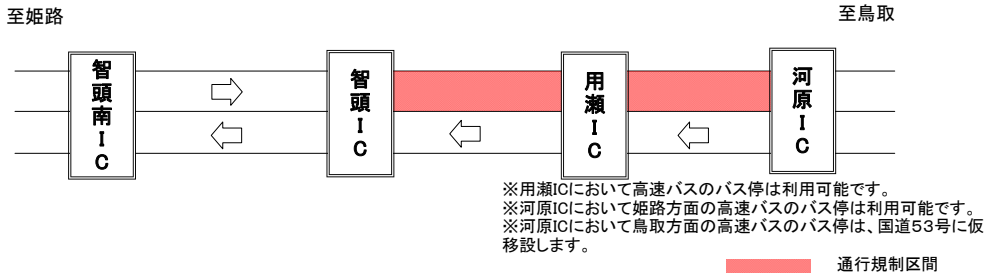 至姫路
至鳥取
智頭南IC
智頭IC
用瀬IC
河原IC
※用瀬ICにおいて高速バスのバス停は利用可能です。
※河原ICにおいて姫路方面の高速バスのバス停は利用可能です。
※河原ICにおいて鳥取方面の高速バスのバス停は、国道53号に仮
移設します。
通行規制区間